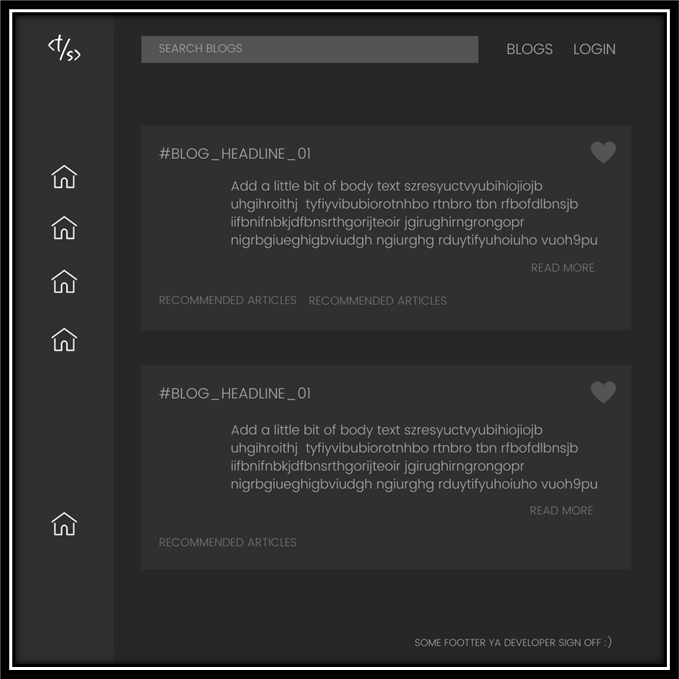 <t/s>
SEARCH BLOGS
BLOGS
LOGIN
#BLOG_HEADLINE_01
Add a little bit of body text szresyuctvyubihiojiojb
uhgihroithj tyfiyvibubiorotnhbo rtnbro tbn rfbofdlbnsjb
iifbnifnbkjdfbnsrthgorijteoir jgirughirngrongopr
nigrbgiueghigbviudgh ngiurghg rduytifyuhoiuho vuoh9pu
READ MORE
RECOMMENDED ARTICLES RECOMMENDED ARTICLES
#BLOG_HEADLINE_01
Add a little bit of body text szresyuctvyubihiojiojb
uhgihroithj tyfiyvibubiorotnhbo rtnbro tbn rfbofdlbnsjb
iifbnifnbkjdfbnsrthgorijteoir jgirughirngrongopr
nigrbgiueghigbviudgh ngiurghg rduytifyuhoiuho vuoh9pu
READ MORE
RECOMMENDED ARTICLES
SOME FOOTTER YA DEVELOPER SIGN OFF :)